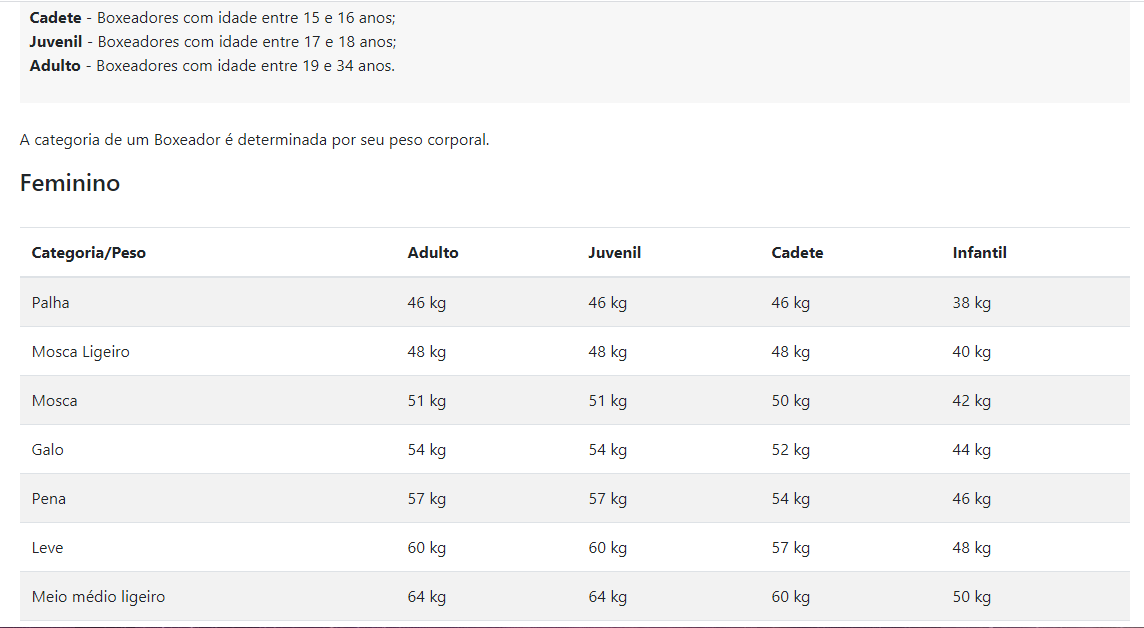 Cadete - Boxeadores com idade entre 15 e 16 anos;
Juvenil - Boxeadores com idade entre 17 e 18 anos;
Adulto - Boxeadores com idade entre 19 e 34 anos.
A categoria de um Boxeador é determinada por seu peso corporal.
Feminino
Categoria/Peso Adulto Juvenil Cadete Infantil
Palha 46 kg 46 kg 46 kg 38 kg
Mosca Ligeiro 48 kg 48 kg 48 kg 40 kg
Mosca 51 kg 51 kg 50 kg 42 kg
Galo 54 kg 54 kg 52 kg 44 kg
Pena 57 kg 57 kg 54 kg 46 kg
Leve 60 kg 60 kg 57 kg 48 kg
Meio médio ligeiro 64 kg 64 kg 60 kg 50 kg